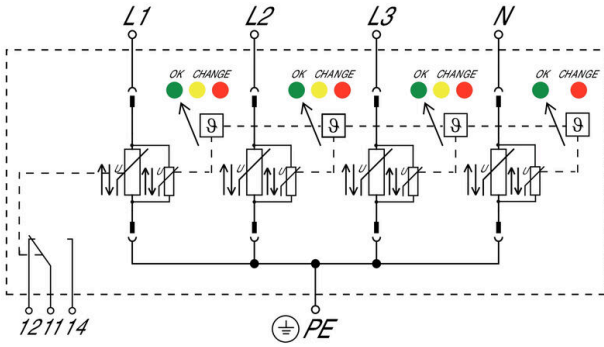 L1 L2 L3 N
OK CHANGE OK CHANGE OK CHANGE OK CHANGE
ϑ ϑ ϑ ϑ
U U U U U U U U
12 11 14
PE